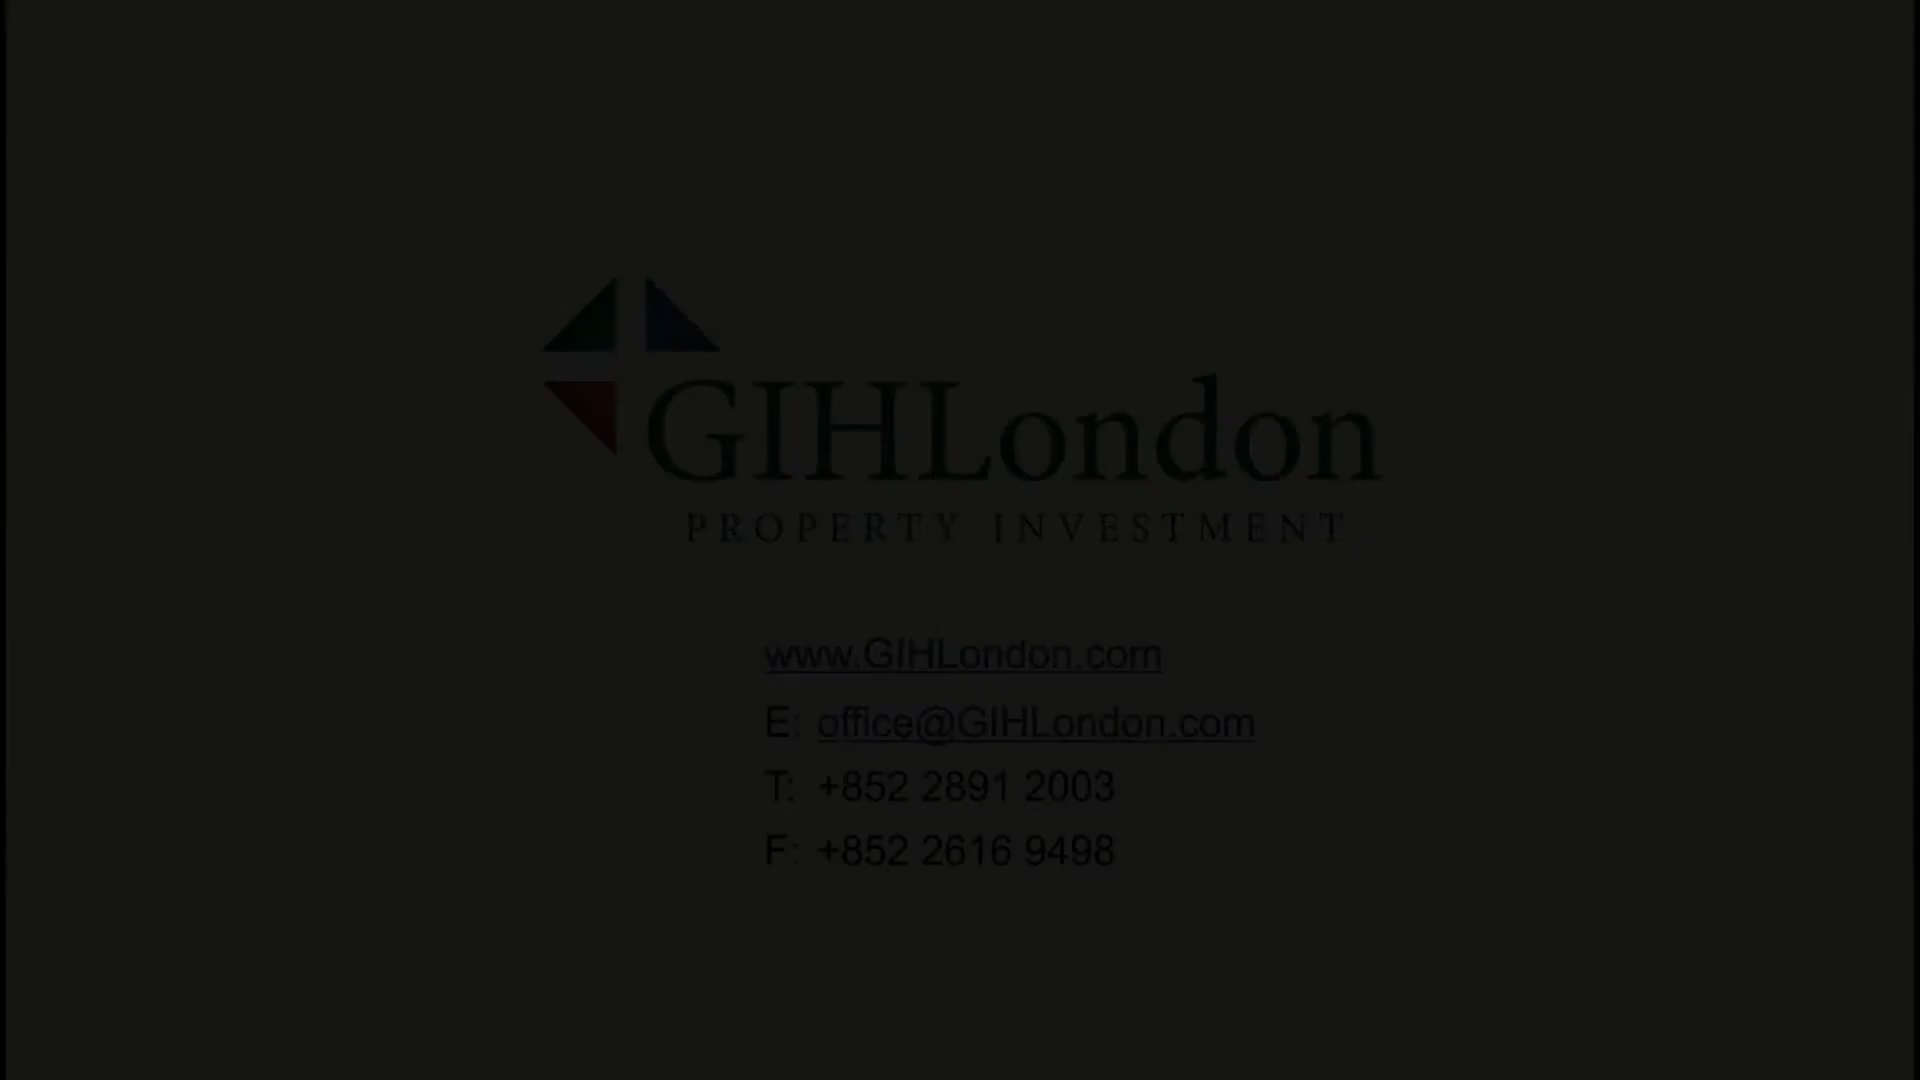 GIHLondon
PROPERTY INVESTMENT
www.GIHLondon.com
E: office@GIHLondon.com
T: +852 2891 2003
F: +852 2616 9498